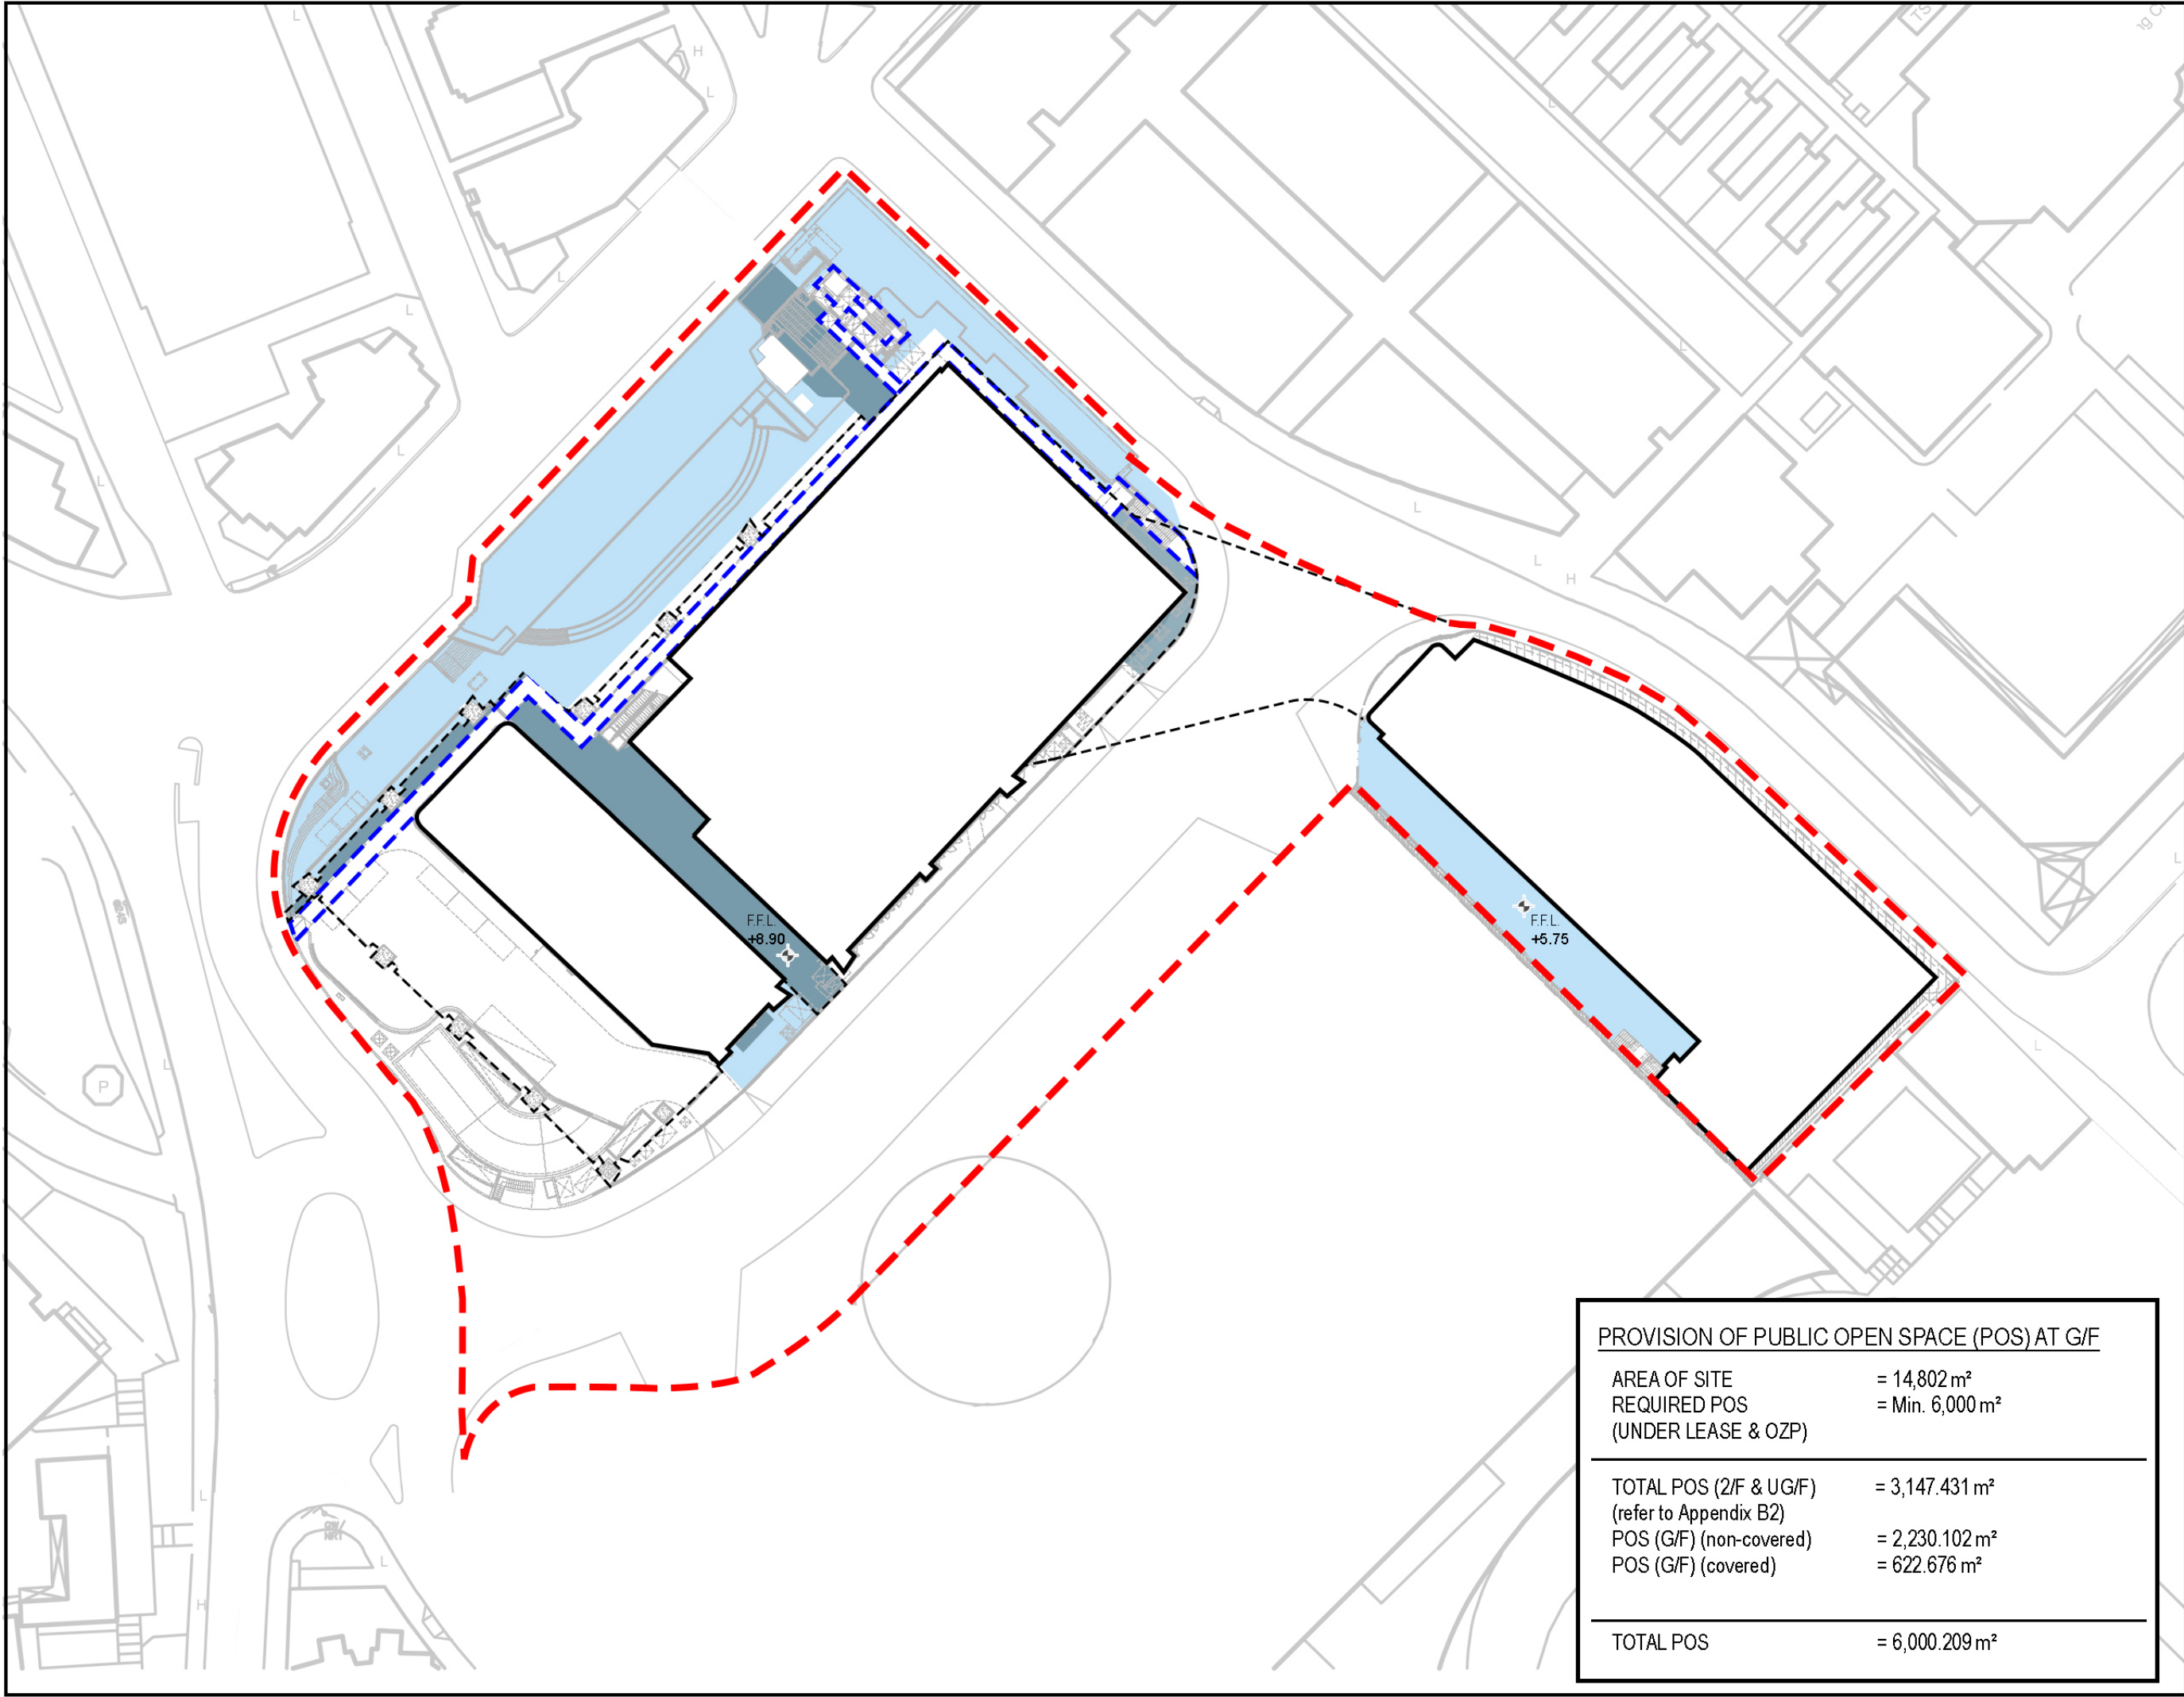 TS
L
H
L
L
L
L
L
L
L
L
L
L
H
L
F.F.L.
+8.90
F.F.L.
+5.75
P
L
L
L
L
H
PROVISION OF PUBLIC OPEN SPACE (POS) AT G/F
AREA OF SITE = 14,802 m²
REQUIRED POS = Min. 6,000 m²
(UNDER LEASE & OZP)
TOTAL POS (2/F & UG/F) = 3,147.431 m²
(refer to Appendix B2)
POS (G/F) (non-covered) = 2,230.102 m²
POS (G/F) (covered) = 622.676 m²
TOTAL POS = 6,000.209 m²